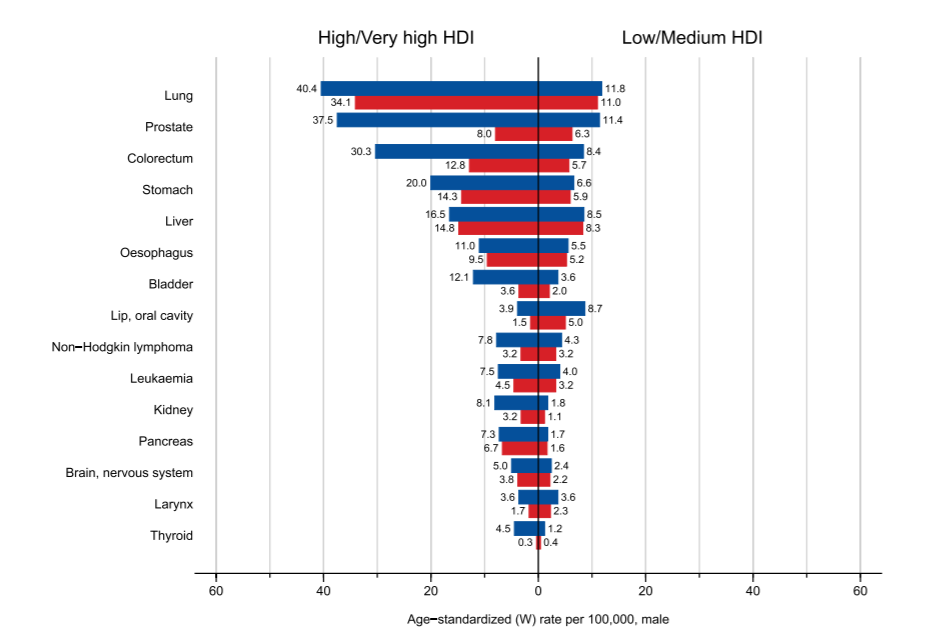 High/Very high HDI Low/Medium HDI
Lung 40.4 11.8
34.1 11.0
Prostate 37.5 11.4
8.0 6.3
Colorectum 30.3 8.4
12.8 5.7
Stomach 20.0 6.6
14.3 5.9
Liver 16.5 8.5
14.8 8.3
Oesophagus 11.0 5.5
9.5 5.2
Bladder 12.1 3.6
3.6 2.0
Lip, oral cavity 3.9 8.7
1.5 5.0
Non−Hodgkin lymphoma 7.8 4.3
3.2 3.2
Leukaemia 7.5 4.0
4.5 3.2
Kidney 8.1 1.8
3.2 1.1
Pancreas 7.3 1.7
6.7 1.6
Brain, nervous system 5.0 2.4
3.8 2.2
Larynx 3.6 3.6
1.7 2.3
Thyroid 4.5 1.2
0.3 0.4
60 40 20 0 20 40 60
Age−standardized (W) rate per 100,000, male